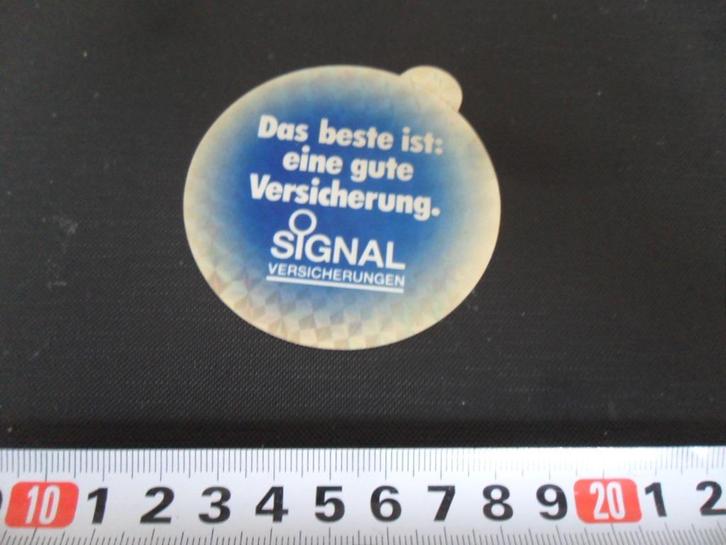 Das beste ist:
eine gute
Versicherung.
SIGNAL
VERSICHERUNGEN
10 1 2 3 4 5 6 7 8 9 20 1 2